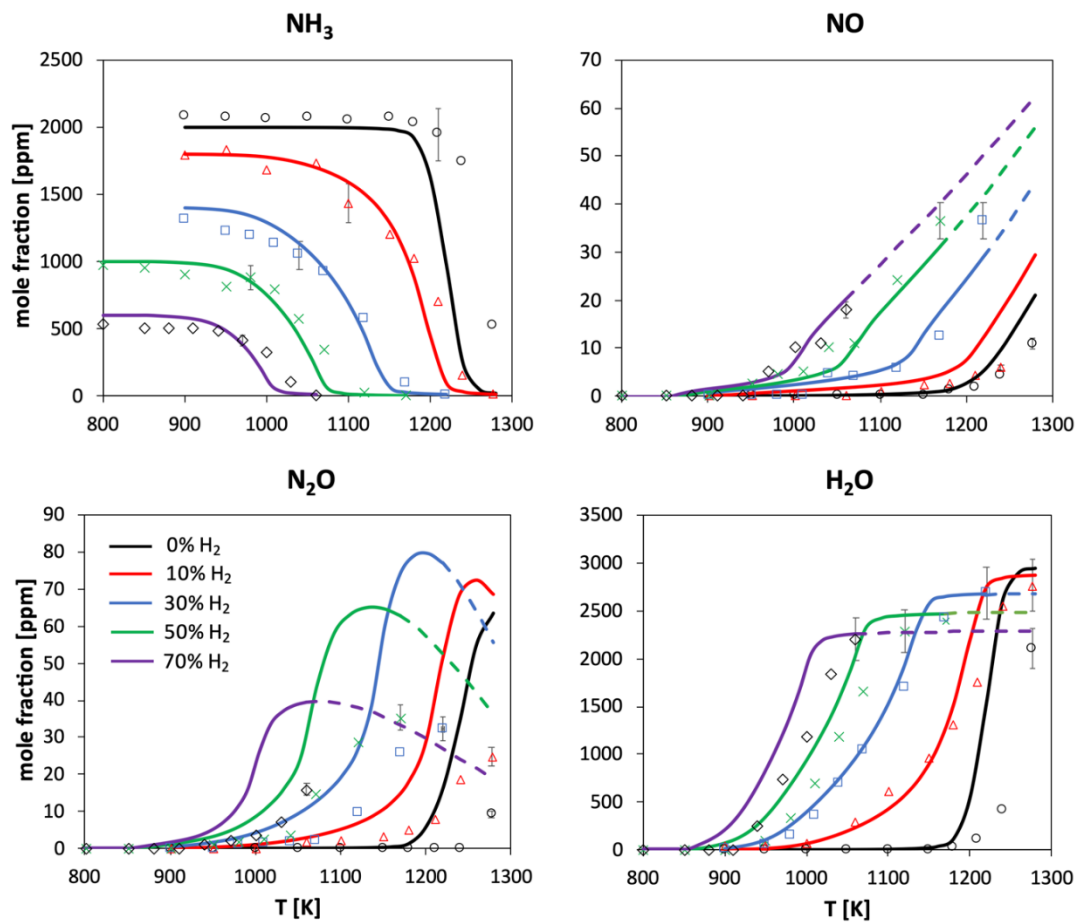 NH₃
NO
mole fraction [ppm]
2500
2000
1500
1000
500
0
800 900 1000 1100 1200 1300
70
60
50
40
30
20
10
0
800 900 1000 1100 1200 1300
N₂O
H₂O
mole fraction [ppm]
90
80
70
60
50
40
30
20
10
0
0% H₂
10% H₂
30% H₂
50% H₂
70% H₂
800 900 1000 1100 1200 1300
T [K]
3500
3000
2500
2000
1500
1000
500
0
800 900 1000 1100 1200 1300
T [K]